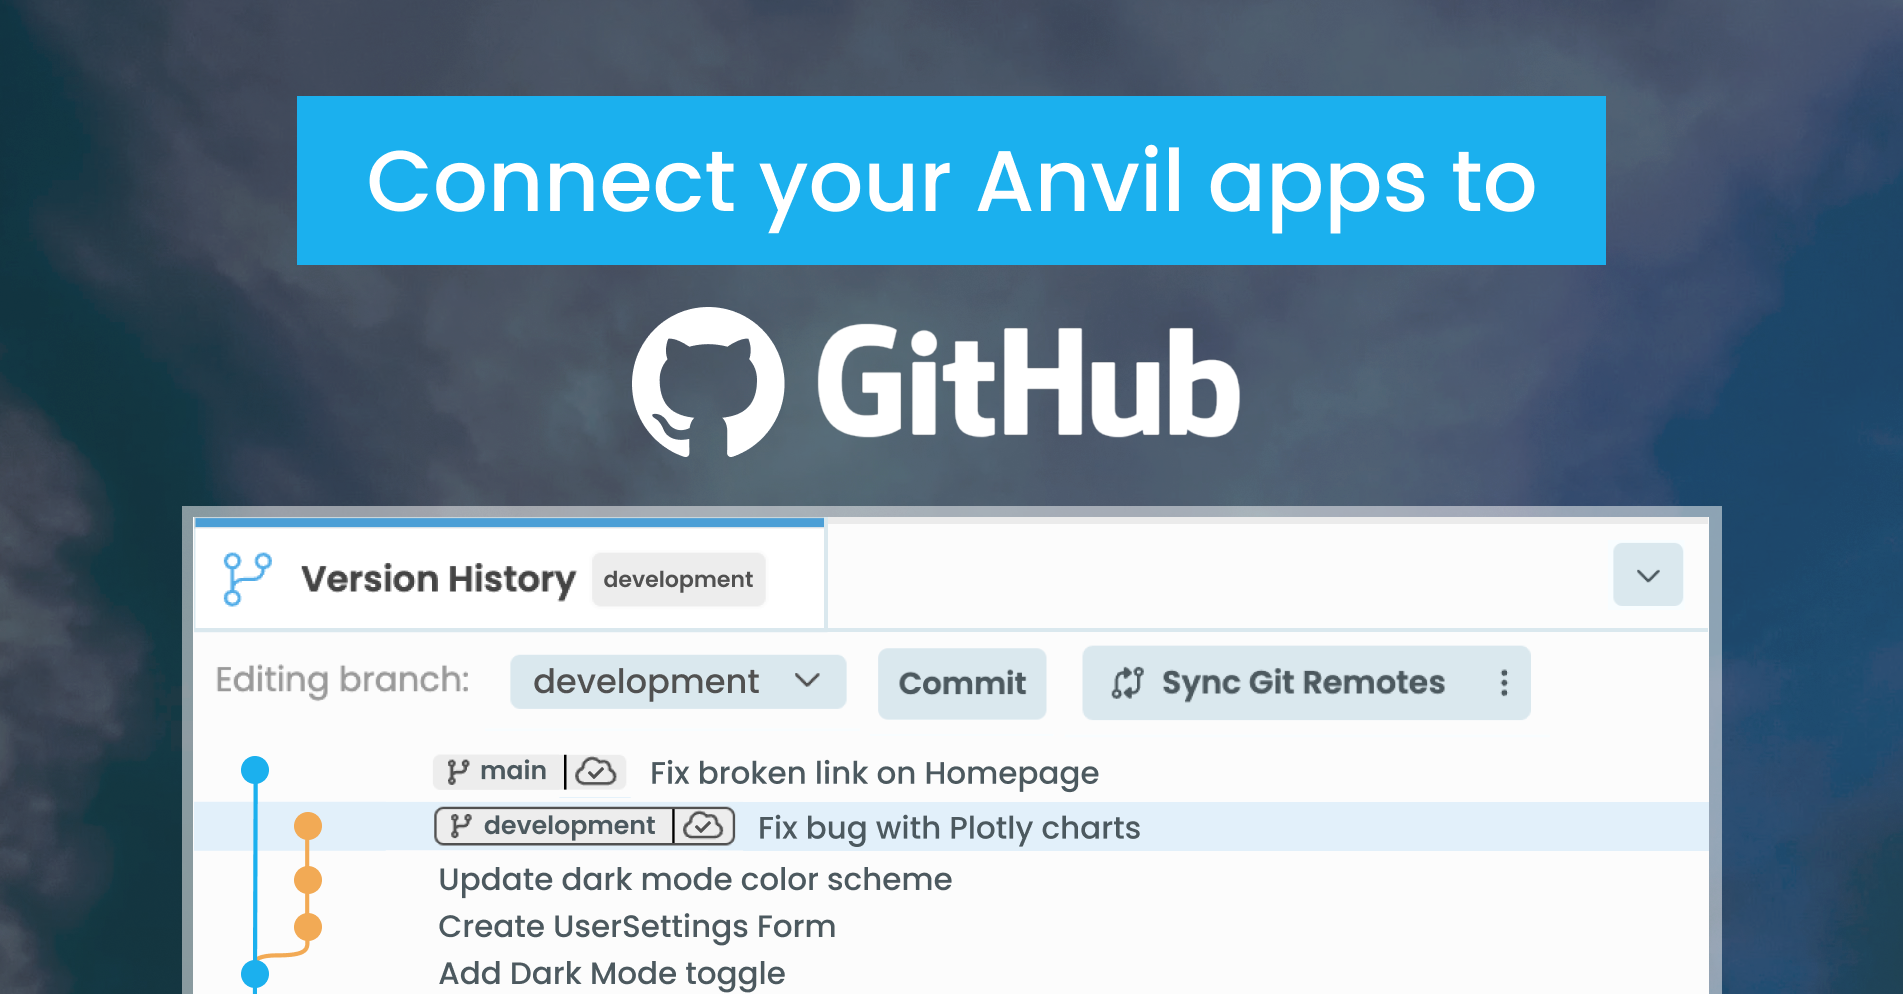 Connect your Anvil apps to
GitHub
Version History development
Editing branch: development Commit Sync Git Remotes
main Fix broken link on Homepage
development Fix bug with Plotly charts
Update dark mode color scheme
Create UserSettings Form
Add Dark Mode toggle